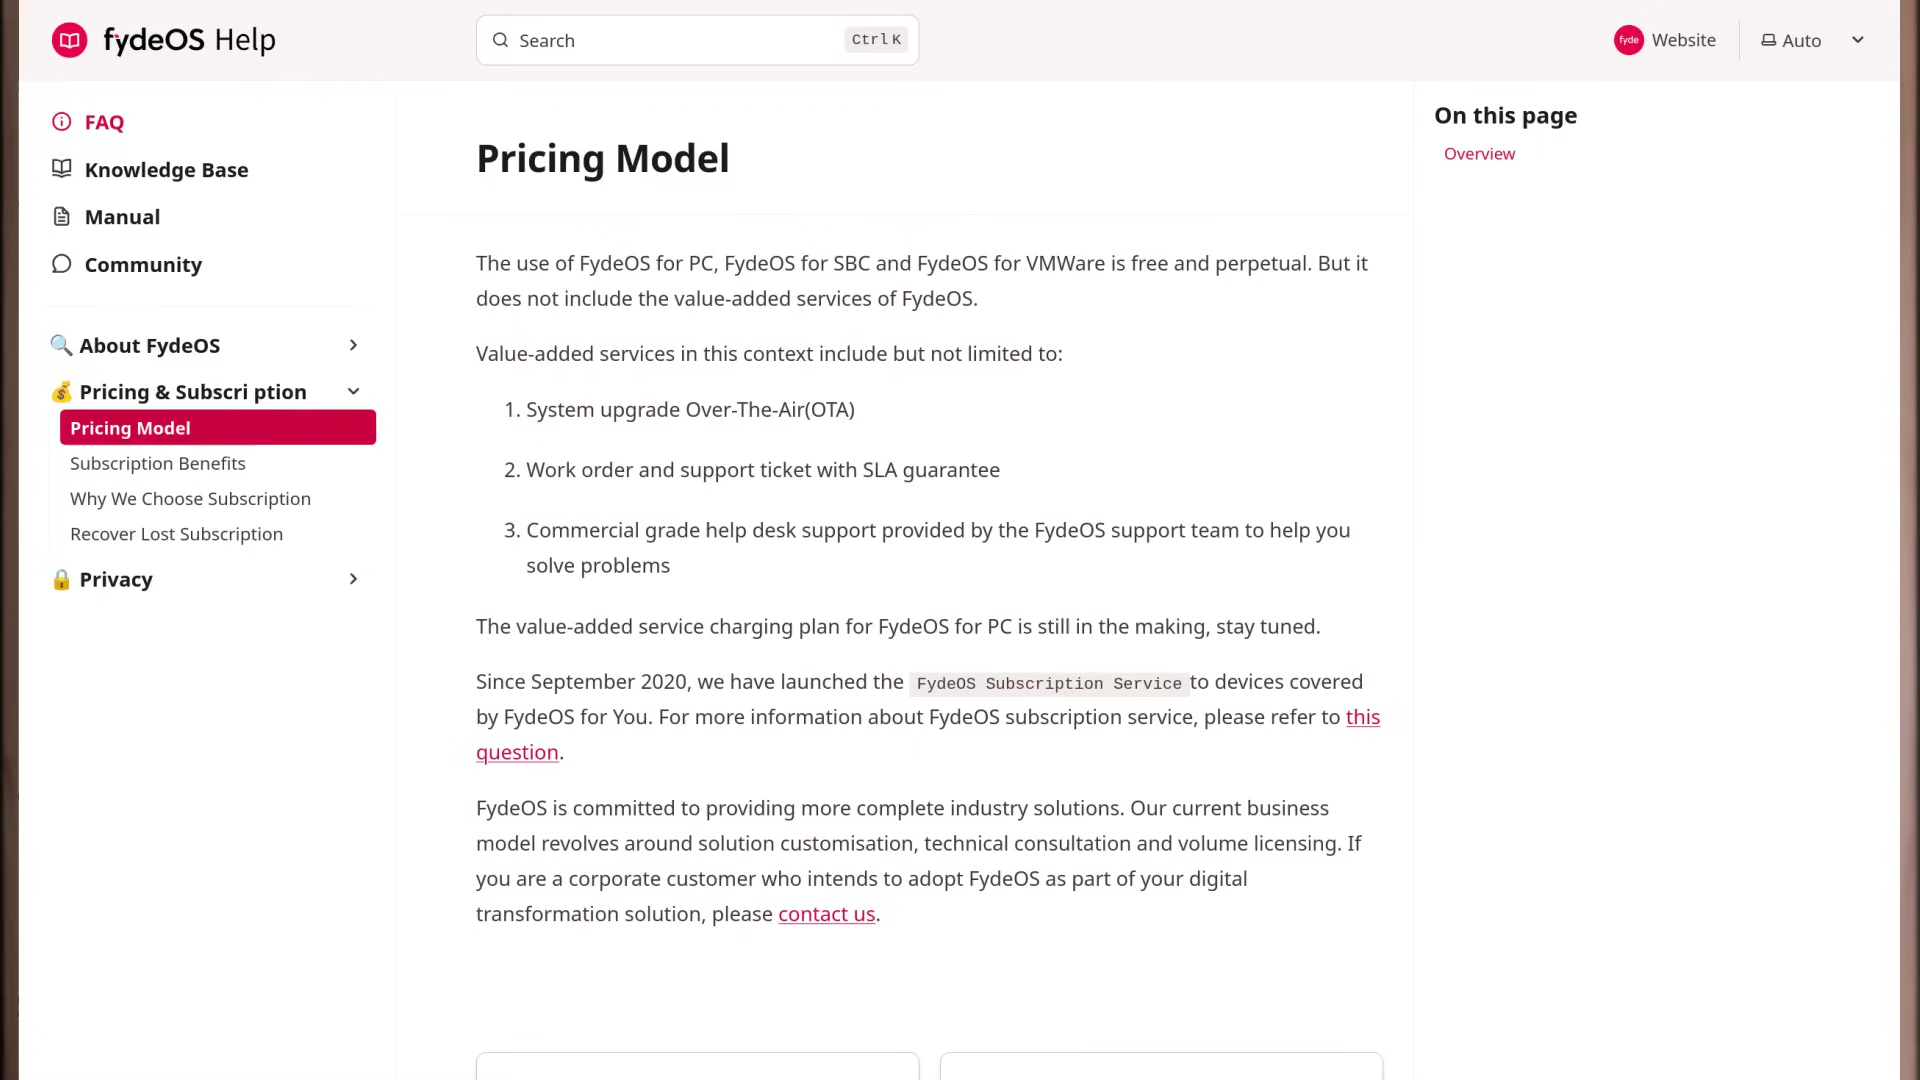 fydeOS Help
Search
Ctrl K
fyde
Website
Auto
FAQ
Knowledge Base
Manual
Community
About FydeOS
Pricing & Subscri ption
Pricing Model
Subscription Benefits
Why We Choose Subscription
Recover Lost Subscription
Privacy
Pricing Model
The use of FydeOS for PC, FydeOS for SBC and FydeOS for VMWare is free and perpetual. But it
does not include the value-added services of FydeOS.
Value-added services in this context include but not limited to:
1. System upgrade Over-The-Air(OTA)
2. Work order and support ticket with SLA guarantee
3. Commercial grade help desk support provided by the FydeOS support team to help you
solve problems
The value-added service charging plan for FydeOS for PC is still in the making, stay tuned.
Since September 2020, we have launched the FydeOS Subscription Service to devices covered
by FydeOS for You. For more information about FydeOS subscription service, please refer to this
question.
FydeOS is committed to providing more complete industry solutions. Our current business
model revolves around solution customisation, technical consultation and volume licensing. If
you are a corporate customer who intends to adopt FydeOS as part of your digital
transformation solution, please contact us.
On this page
Overview